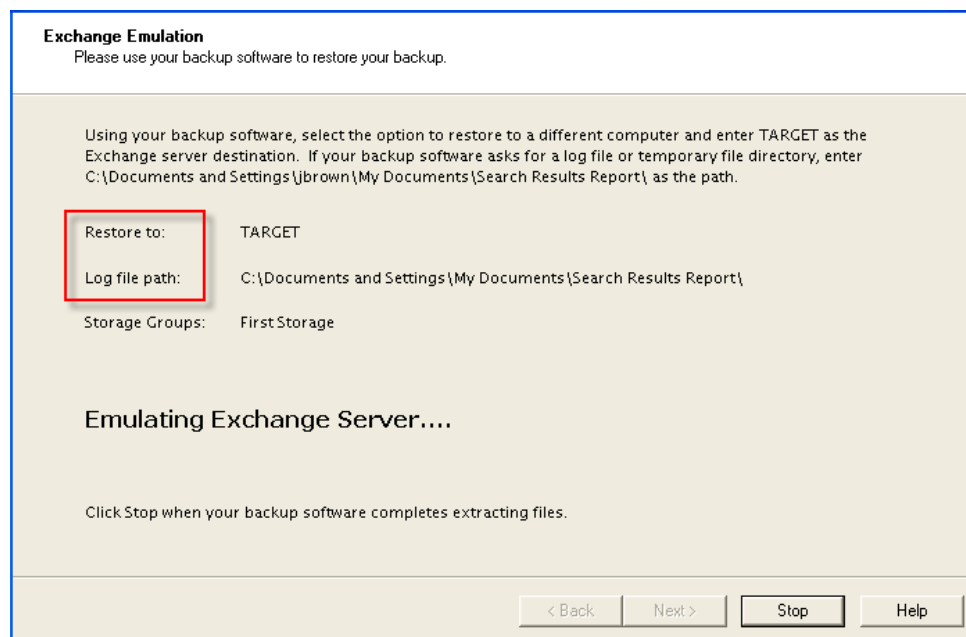 Exchange Emulation
Please use your backup software to restore your backup.
Using your backup software, select the option to restore to a different computer and enter TARGET as the
Exchange server destination. If your backup software asks for a log file or temporary file directory, enter
C:\Documents and Settings\jbrown\My Documents\Search Results Report\ as the path.
Restore to: TARGET
Log file path: C:\Documents and Settings\My Documents\Search Results Report\
Storage Groups: First Storage
Emulating Exchange Server....
Click Stop when your backup software completes extracting files.
< Back Next > Stop Help